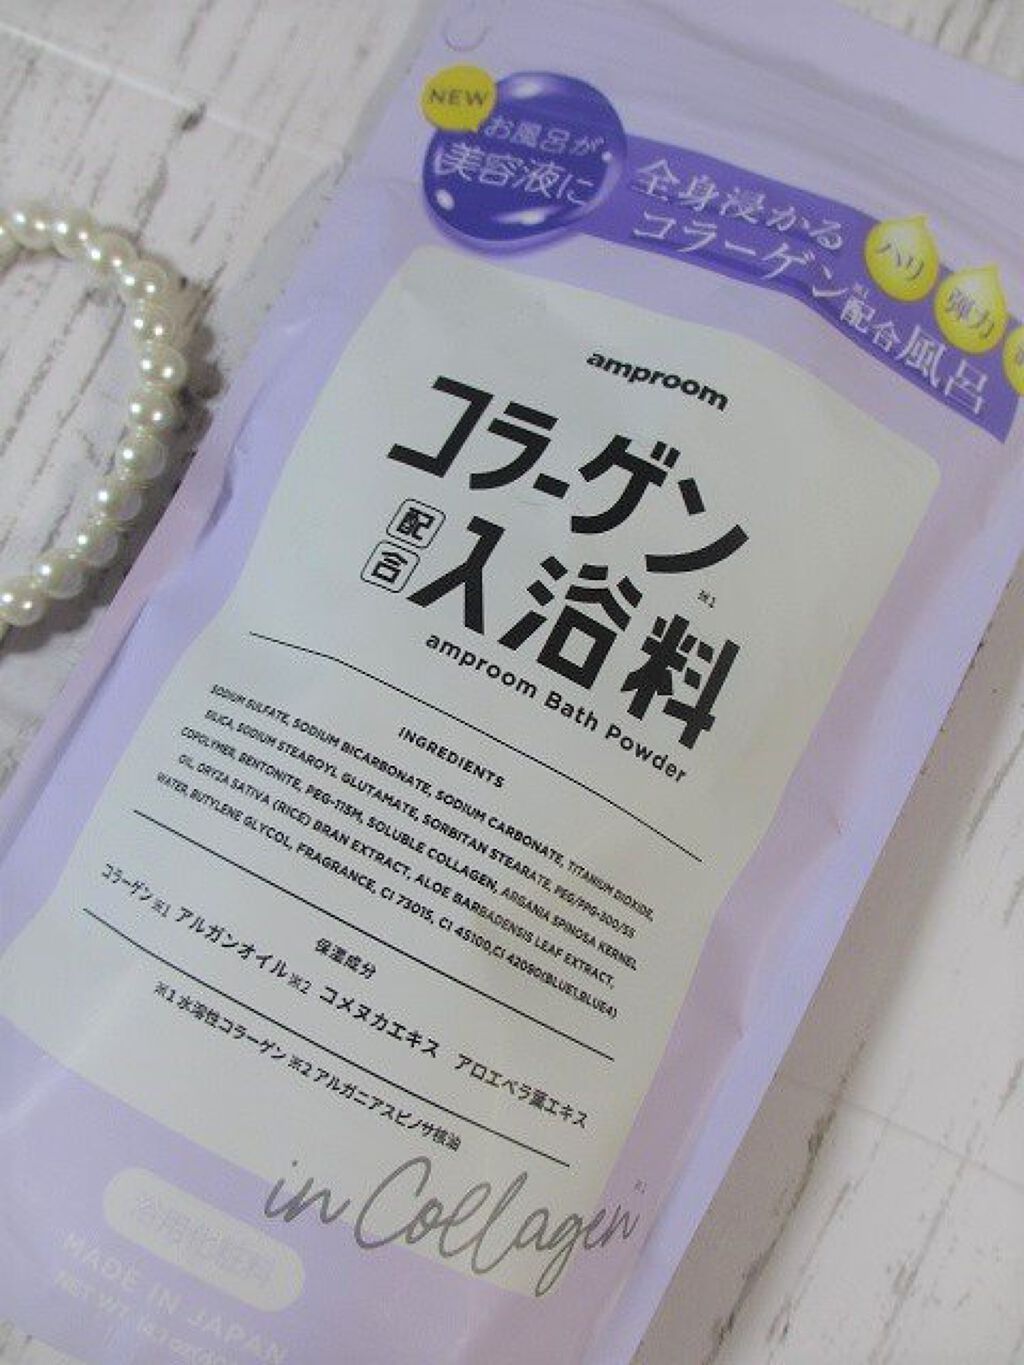 NEW
お風呂が
美容液に
全身浸かる
コラーゲン※1配合風呂
ハリ
弾力
amproom
コラーゲン※1
配合
入浴料
amproom Bath Powder
INGREDIENTS
SODIUM SULFATE, SODIUM BICARBONATE, SODIUM CARBONATE, TITANIUM DIOXIDE,
SILICA, SODIUM STEAROYL GLUTAMATE, SORBITAN STEARATE, PEG/PPG-300/55
COPOLYMER, BENTONITE, PEG-115M, SOLUBLE COLLAGEN, ARGANIA SPINOSA KERNEL
OIL, ORYZA SATIVA (RICE) BRAN EXTRACT, ALOE BARBADENSIS LEAF EXTRACT,
WATER, BUTYLENE GLYCOL, FRAGRANCE, CI 73015, CI 45100,CI 42090(BLUE1,BLUE4)
保湿成分
コラーゲン※1 アルガンオイル※2 コメヌカエキス アロエベラ葉エキス
※1 水溶性コラーゲン ※2 アルガニアスピノサ核油
in Collagen
※1
MADE IN JAPAN
NET WT.